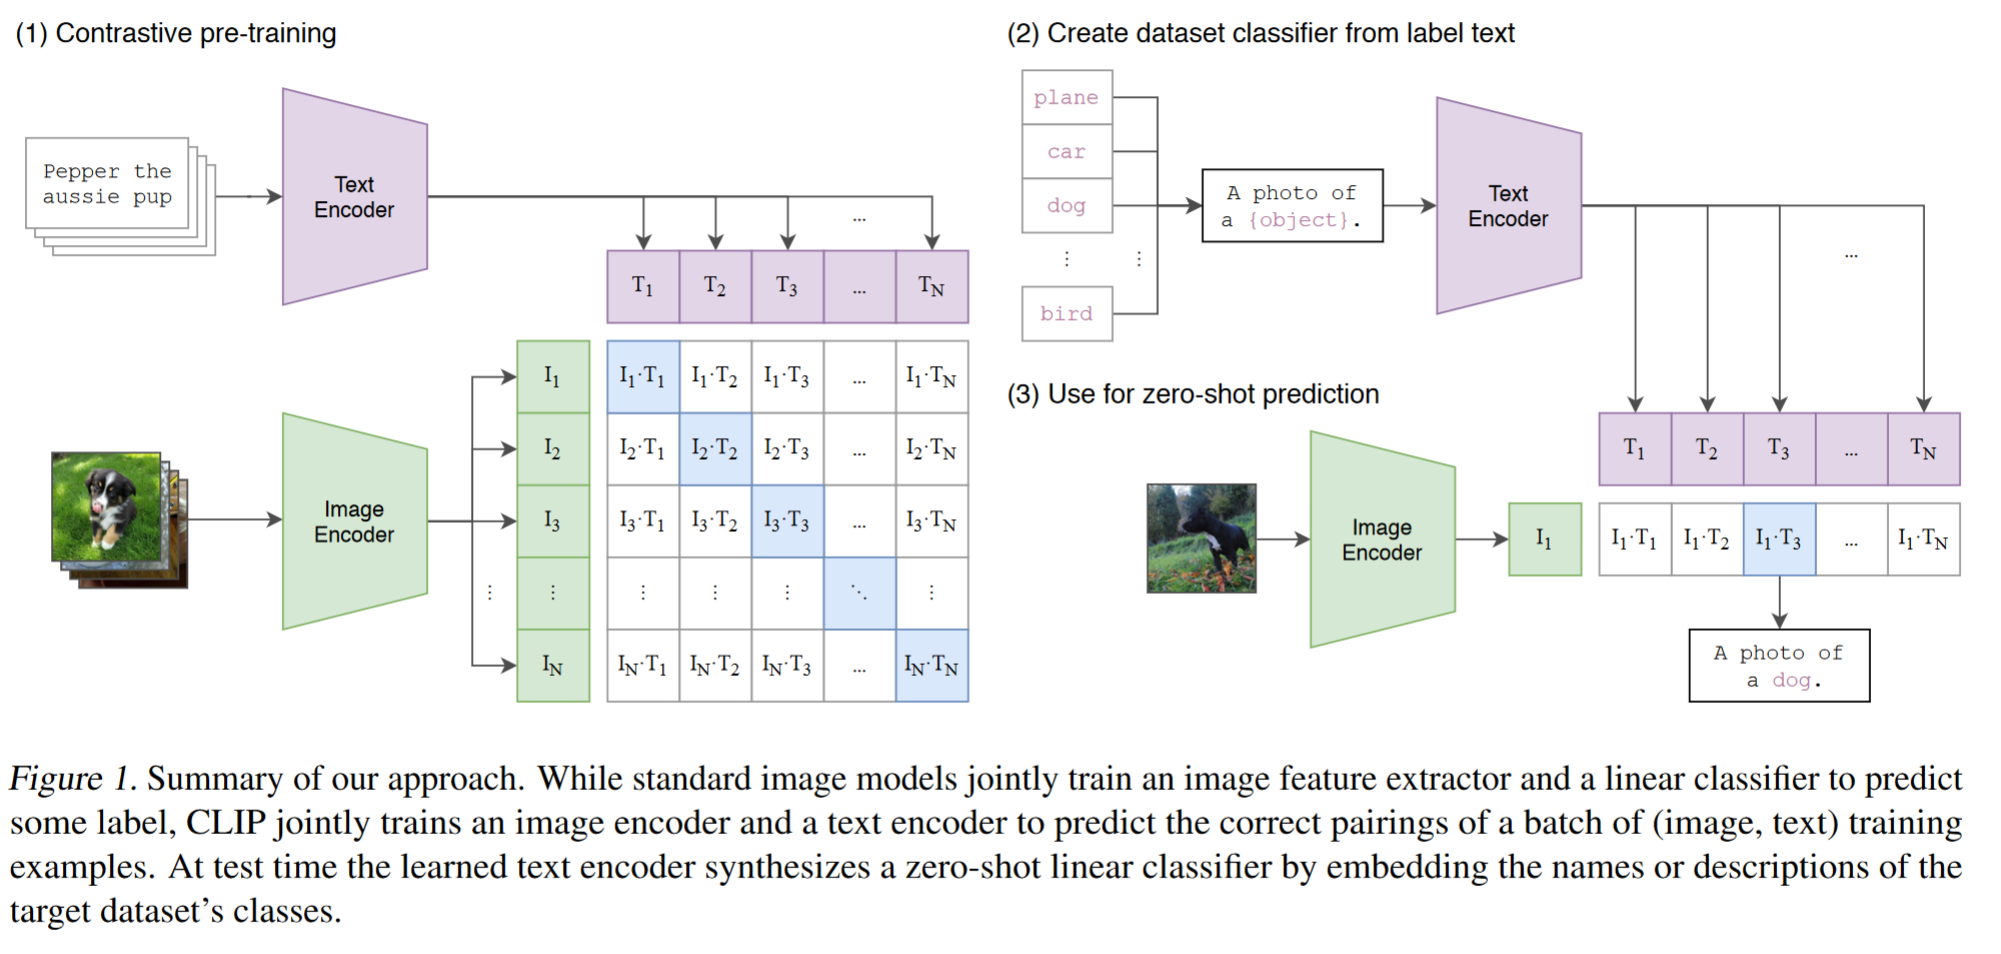 (1) Contrastive pre-training
Pepper the
aussie pup
Text
Encoder
...
T1 T2 T3 ... TN
Image
Encoder
I1 I1·T1 I1·T2 I1·T3 ... I1·TN
I2 I2·T1 I2·T2 I2·T3 ... I2·TN
I3 I3·T1 I3·T2 I3·T3 ... I3·TN
⋮ ⋮ ⋮ ⋮ ⋮ ⋱ ⋮
IN IN·T1 IN·T2 IN·T3 ... IN·TN
(2) Create dataset classifier from label text
plane
car
dog
⋮ ⋮
bird
A photo of
a {object}.
Text
Encoder
...
(3) Use for zero-shot prediction
T1 T2 T3 ... TN
Image
Encoder
I1 I1·T1 I1·T2 I1·T3 ... I1·TN
A photo of
a dog.
Figure 1. Summary of our approach. While standard image models jointly train an image feature extractor and a linear classifier to predict
some label, CLIP jointly trains an image encoder and a text encoder to predict the correct pairings of a batch of (image, text) training
examples. At test time the learned text encoder synthesizes a zero-shot linear classifier by embedding the names or descriptions of the
target dataset’s classes.